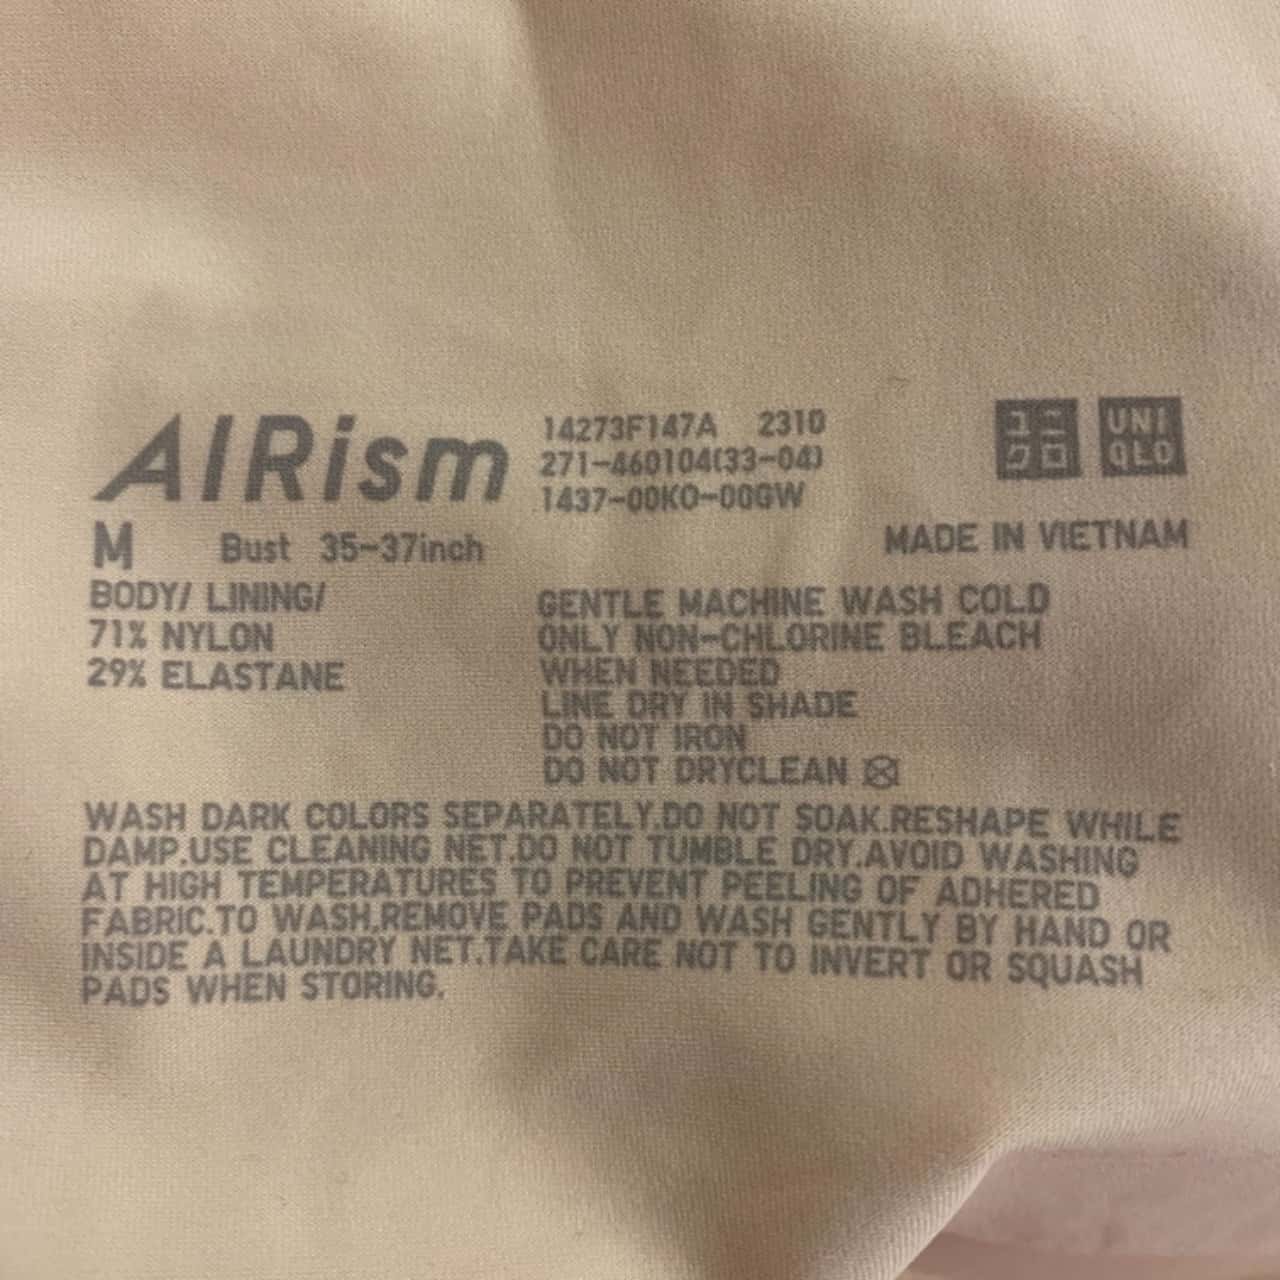 AIRism
14273F147A 2310
271-460104(33-04)
1437-00KO-00GW
ユニ
クロ
UNI
QLO
M Bust 35-37inch
MADE IN VIETNAM
BODY/ LINING/
71% NYLON
29% ELASTANE
GENTLE MACHINE WASH COLD
ONLY NON-CHLORINE BLEACH
WHEN NEEDED
LINE DRY IN SHADE
DO NOT IRON
DO NOT DRYCLEAN
WASH DARK COLORS SEPARATELY.DO NOT SOAK.RESHAPE WHILE
DAMP.USE CLEANING NET.DO NOT TUMBLE DRY.AVOID WASHING
AT HIGH TEMPERATURES TO PREVENT PEELING OF ADHERED
FABRIC.TO WASH,REMOVE PADS AND WASH GENTLY BY HAND OR
INSIDE A LAUNDRY NET.TAKE CARE NOT TO INVERT OR SQUASH
PADS WHEN STORING.